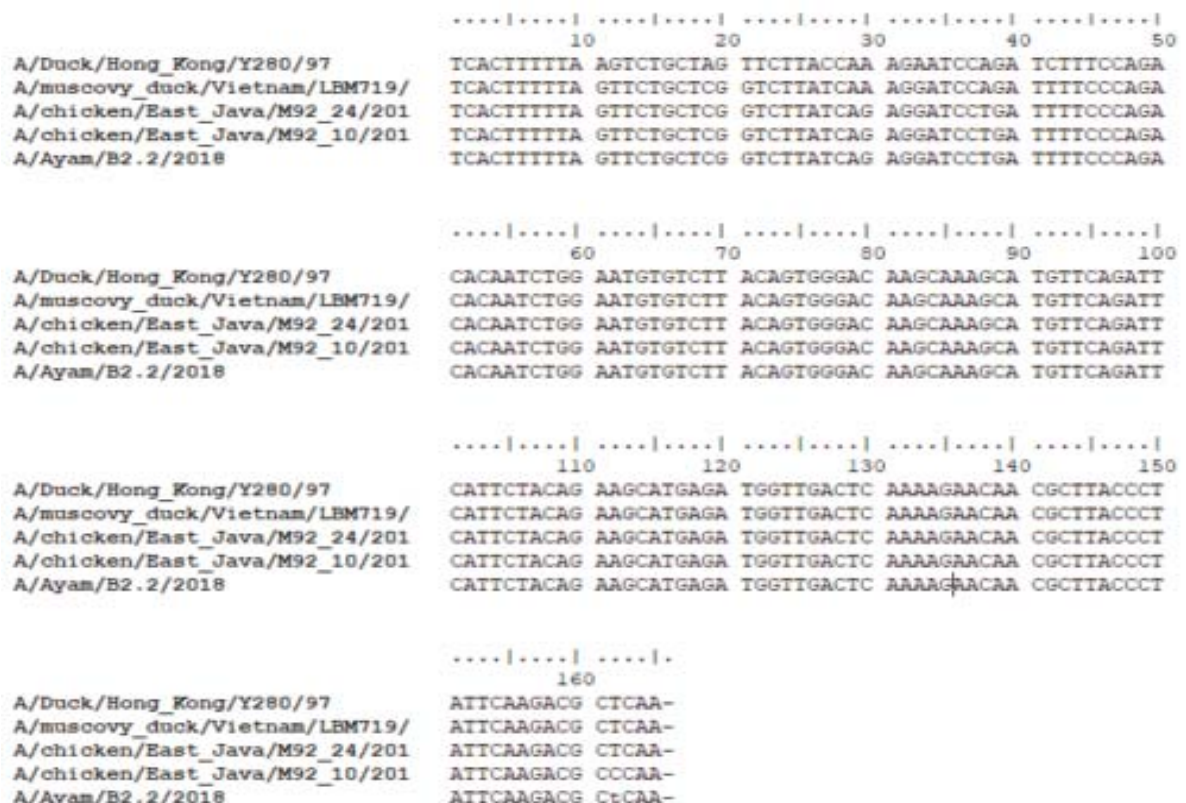 ....|....| ....|....| ....|....| ....|....| ....|....|
10 20 30 40 50
A/Duck/Hong_Kong/Y280/97 TCACTTTTTA AGTCTGCTAG TTCTTACCAA AGAATCCAGA TCTTTCCAGA
A/muscovy_duck/Vietnam/LBM719/ TCACTTTTTA GTTCTGCTCG GTCTTATCAA AGGATCCAGA TTTTCCCAGA
A/chicken/East_Java/M92_24/201 TCACTTTTTA GTTCTGCTCG GTCTTATCAG AGGATCCTGA TTTTCCCAGA
A/chicken/East_Java/M92_10/201 TCACTTTTTA GTTCTGCTCG GTCTTATCAG AGGATCCTGA TTTTCCCAGA
A/Ayam/B2.2/2018 TCACTTTTTA GTTCTGCTCG GTCTTATCAG AGGATCCTGA TTTTCCCAGA
....|....| ....|....| ....|....| ....|....| ....|....|
60 70 80 90 100
A/Duck/Hong_Kong/Y280/97 CACAATCTGG AATGTGTCTT ACAGTGGGAC AAGCAAAGCA TGTTCAGATT
A/muscovy_duck/Vietnam/LBM719/ CACAATCTGG AATGTGTCTT ACAGTGGGAC AAGCAAAGCA TGTTCAGATT
A/chicken/East_Java/M92_24/201 CACAATCTGG AATGTGTCTT ACAGTGGGAC AAGCAAAGCA TGTTCAGATT
A/chicken/East_Java/M92_10/201 CACAATCTGG AATGTGTCTT ACAGTGGGAC AAGCAAAGCA TGTTCAGATT
A/Ayam/B2.2/2018 CACAATCTGG AATGTGTCTT ACAGTGGGAC AAGCAAAGCA TGTTCAGATT
....|....| ....|....| ....|....| ....|....| ....|....|
110 120 130 140 150
A/Duck/Hong_Kong/Y280/97 CATTCTACAG AAGCATGAGA TGGTTGACTC AAAAGAACAA CGCTTACCCT
A/muscovy_duck/Vietnam/LBM719/ CATTCTACAG AAGCATGAGA TGGTTGACTC AAAAGAACAA CGCTTACCCT
A/chicken/East_Java/M92_24/201 CATTCTACAG AAGCATGAGA TGGTTGACTC AAAAGAACAA CGCTTACCCT
A/chicken/East_Java/M92_10/201 CATTCTACAG AAGCATGAGA TGGTTGACTC AAAAGAACAA CGCTTACCCT
A/Ayam/B2.2/2018 CATTCTACAG AAGCATGAGA TGGTTGACTC AAAAGAACAA CGCTTACCCT
....|....| ....|.
160
A/Duck/Hong_Kong/Y280/97 ATTCAAGACG CTCAA-
A/muscovy_duck/Vietnam/LBM719/ ATTCAAGACG CTCAA-
A/chicken/East_Java/M92_24/201 ATTCAAGACG CTCAA-
A/chicken/East_Java/M92_10/201 ATTCAAGACG CCCAA-
A/Ayam/B2.2/2018 ATTCAAGACG CtCAA-